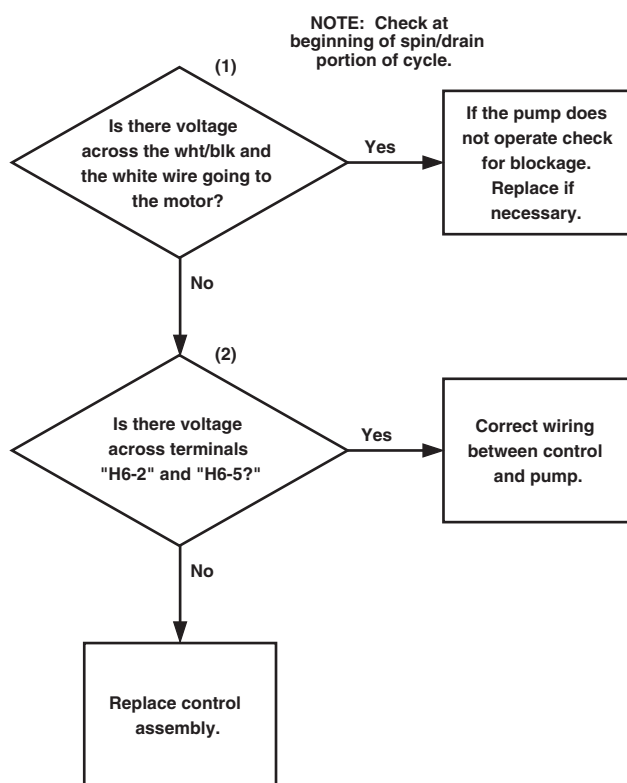 NOTE: Check at
beginning of spin/drain
portion of cycle.
(1)
Is there voltage
across the wht/blk and
the white wire going to
the motor?
Yes
If the pump does
not operate check
for blockage.
Replace if
necessary.
No
(2)
Is there voltage
across terminals
"H6-2" and "H6-5?"
Yes
Correct wiring
between control
and pump.
No
Replace control
assembly.